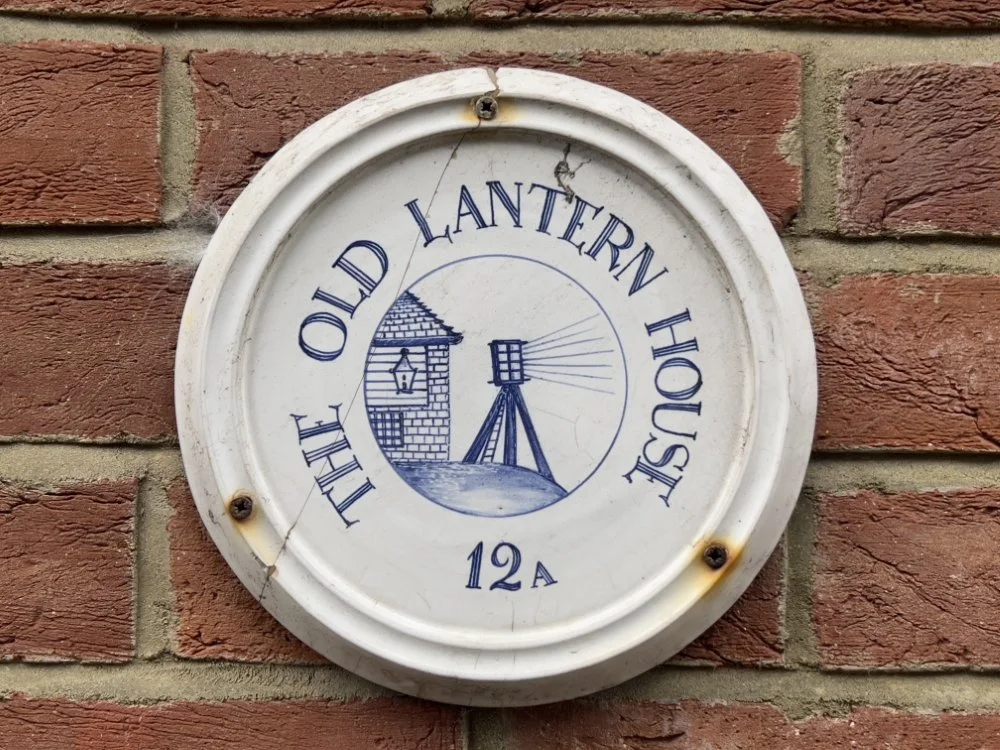 THE OLD LANTERN HOUSE
12A